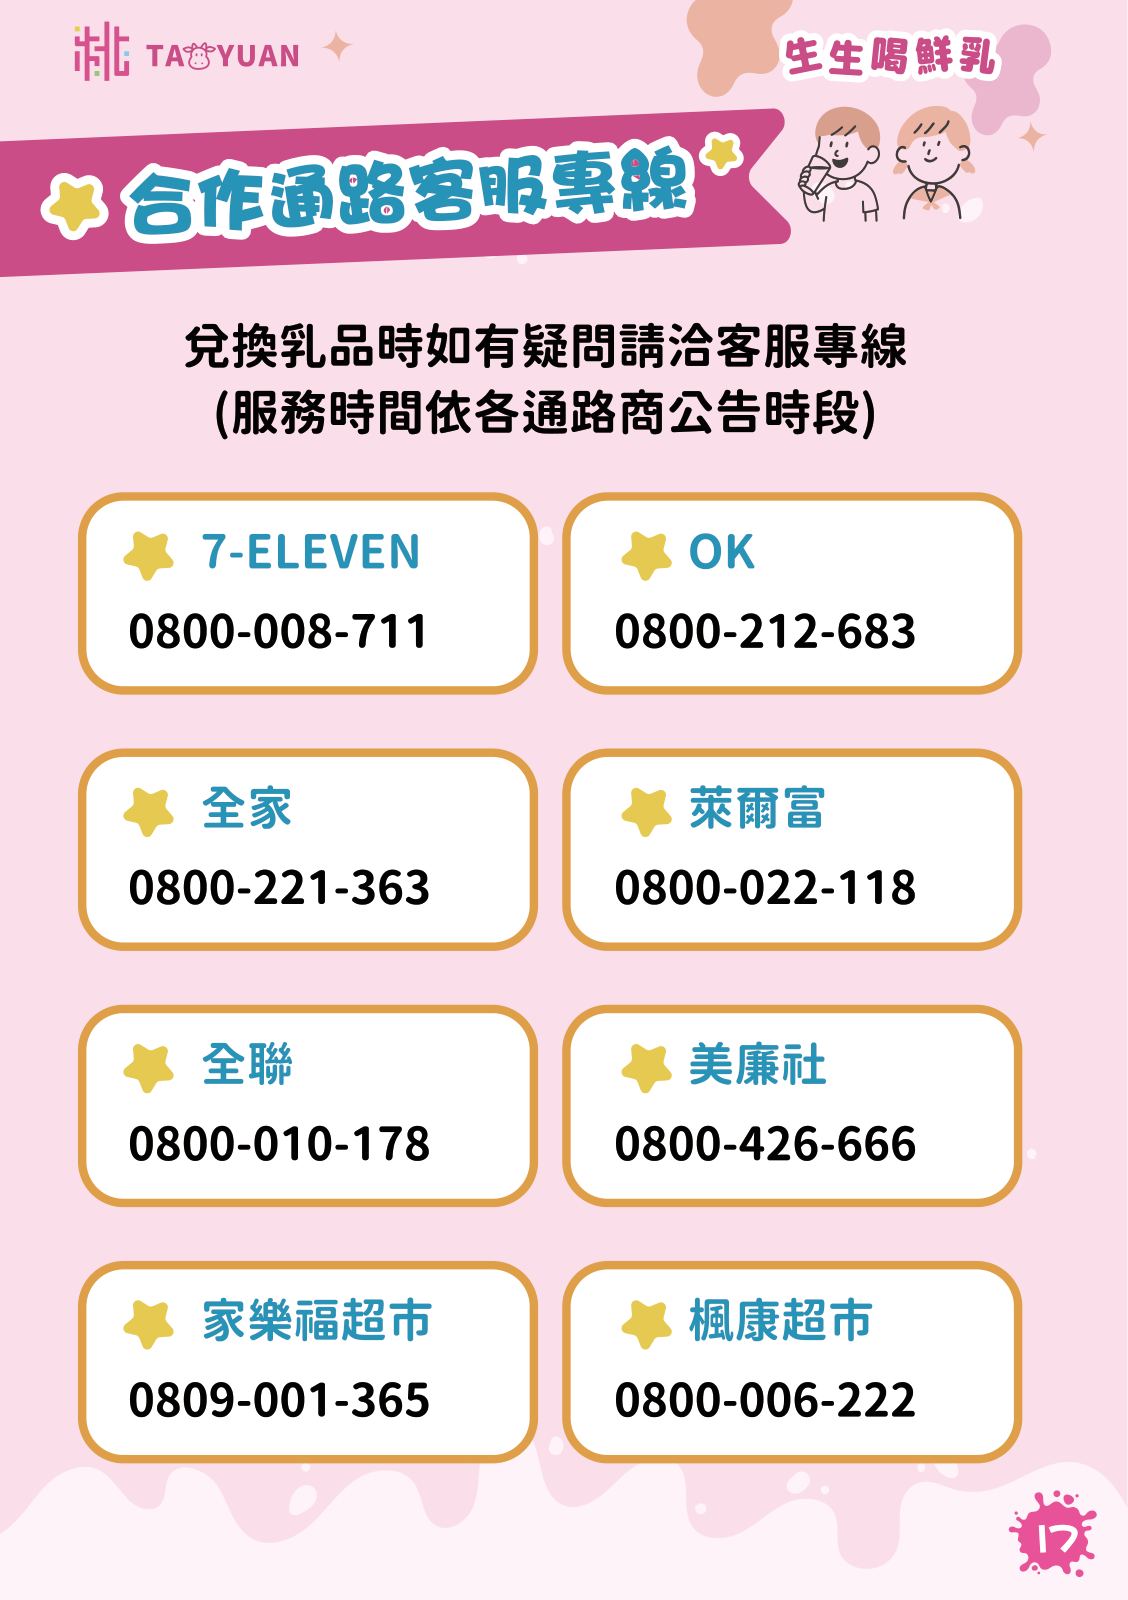 桃 TAOYUAN
生生喝鮮乳
合作通路客服專線
兌換乳品時如有疑問請洽客服專線
(服務時間依各通路商公告時段)
7-ELEVEN
0800-008-711
OK
0800-212-683
全家
0800-221-363
萊爾富
0800-022-118
全聯
0800-010-178
美廉社
0800-426-666
家樂福超市
0809-001-365
楓康超市
0800-006-222
17